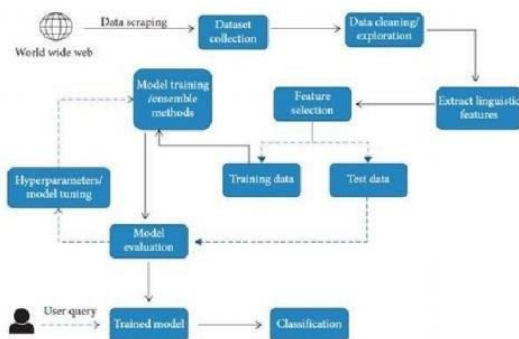 Data scraping
World wide web
Dataset
collection
Data cleaning/
exploration
Model training
/ensemble
methods
Feature
selection
Extract linguistic
features
Hyperparameters/
model tuning
Training data
Test data
Model
evaluation
User query
Trained model
Classification